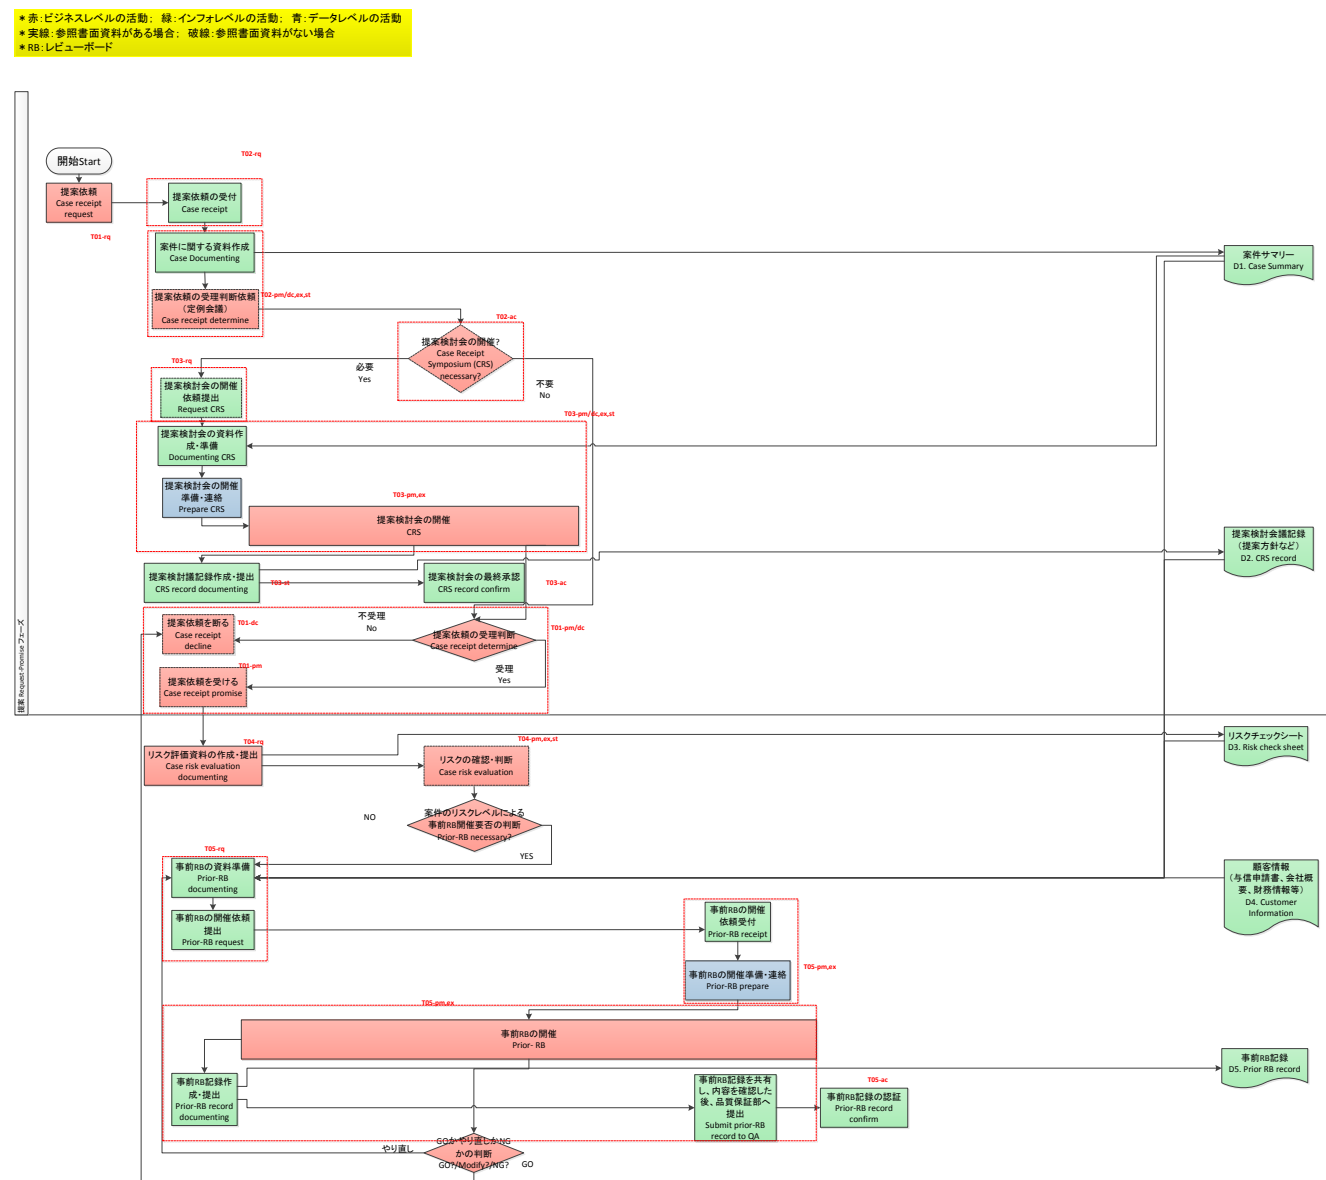 ＊赤：ビジネスレベルの活動； 緑：インフォレベルの活動； 青：データレベルの活動
＊実線：参照書面資料がある場合； 破線：参照書面資料がない場合
＊RB：レビューボード
提案 Request-Promiseフェーズ
開始Start
T02-rq
提案依頼
Case receipt
request
提案依頼の受付
Case receipt
T01-rq
案件に関する資料作成
Case Documenting
案件サマリー
D1. Case Summary
提案依頼の受理判断依頼
（定例会議）
Case receipt determine
T02-pm/dc,ex,st
T02-ac
提案検討会の開催？
Case Receipt
Symposium (CRS)
necessary?
必要
Yes
不要
No
T03-rq
提案検討会の開催
依頼提出
Request CRS
T03-pm/dc,ex,st
提案検討会の資料作
成・準備
Documenting CRS
提案検討会の開催
準備・連絡
Prepare CRS
T03-pm,ex
提案検討会の開催
CRS
提案検討会議記録
（提案方針など）
D2. CRS record
提案検討議記録作成・提出
CRS record documenting
T03-st
提案検討会の最終承認
CRS record confirm
T03-ac
不受理
No
提案依頼を断る
Case receipt
decline
T01-dc
提案依頼の受理判断
Case receipt determine
T01-pm/dc
受理
Yes
T01-pm
提案依頼を受ける
Case receipt promise
T04-rq
リスク評価資料の作成・提出
Case risk evaluation
documenting
T04-pm,ex,st
リスクの確認・判断
Case risk evaluation
リスクチェックシート
D3. Risk check sheet
案件のリスクレベルによる
事前RB開催要否の判断
Prior-RB necessary?
NO
YES
T05-rq
事前RBの資料準備
Prior-RB
documenting
顧客情報
（与信申請書、会社概
要、財務情報等）
D4. Customer
Information
事前RBの開催依頼
提出
Prior-RB request
事前RBの開催
依頼受付
Prior-RB receipt
事前RBの開催準備・連絡
Prior-RB prepare
T05-pm,ex
T05-pm,ex
事前RBの開催
Prior- RB
事前RB記録
D5. Prior RB record
事前RB記録作
成・提出
Prior-RB record
documenting
事前RB記録を共有
し、内容を確認した
後、品質保証部へ
提出
Submit prior-RB
record to QA
T05-ac
事前RB記録の認証
Prior-RB record
confirm
GOかやり直しかNG
かの判断
GO?/Modify?/NG?
やり直し
GO